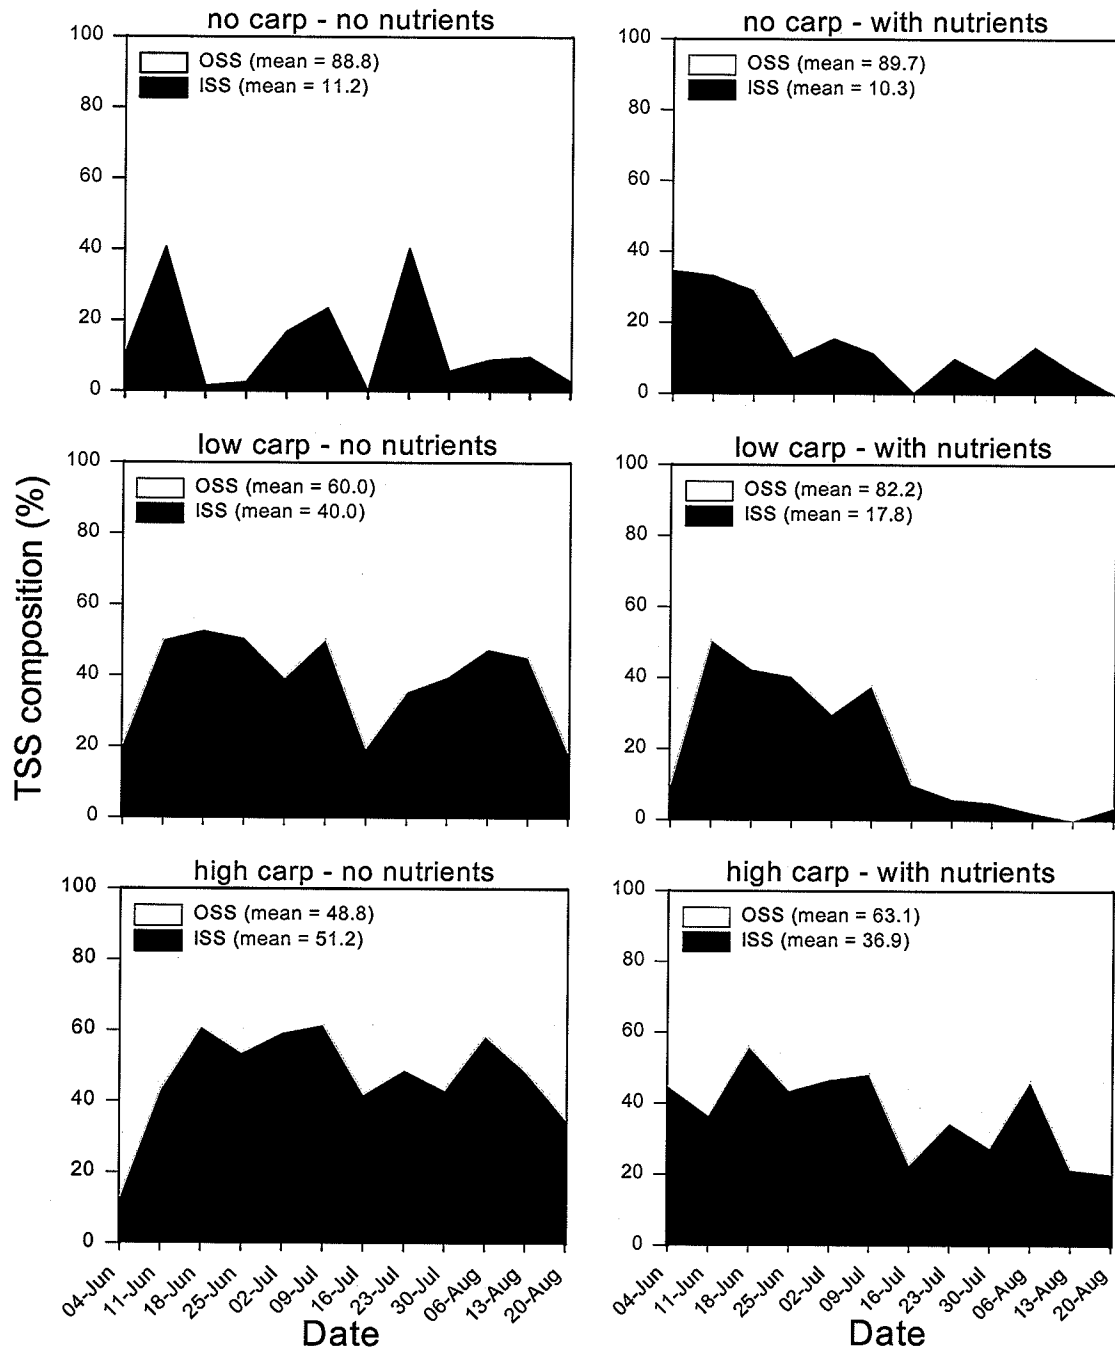 no carp - no nutrients
100
80
60
40
20
0
OSS (mean = 88.8)
ISS (mean = 11.2)
no carp - with nutrients
100
80
60
40
20
0
OSS (mean = 89.7)
ISS (mean = 10.3)
TSS composition (%)
low carp - no nutrients
100
80
60
40
20
0
OSS (mean = 60.0)
ISS (mean = 40.0)
low carp - with nutrients
100
80
60
40
20
0
OSS (mean = 82.2)
ISS (mean = 17.8)
high carp - no nutrients
100
80
60
40
20
0
OSS (mean = 48.8)
ISS (mean = 51.2)
04-Jun
11-Jun
18-Jun
25-Jun
02-Jul
09-Jul
16-Jul
23-Jul
30-Jul
06-Aug
13-Aug
20-Aug
Date
high carp - with nutrients
100
80
60
40
20
0
OSS (mean = 63.1)
ISS (mean = 36.9)
04-Jun
11-Jun
18-Jun
25-Jun
02-Jul
09-Jul
16-Jul
23-Jul
30-Jul
06-Aug
13-Aug
20-Aug
Date